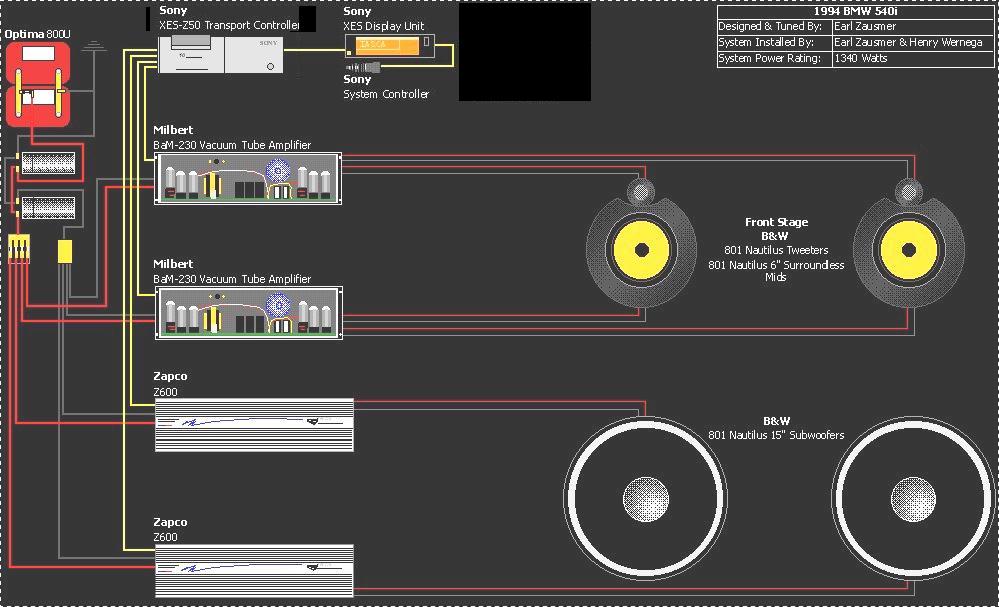 Sony
XES-Z50 Transport Controller
Sony
XES Display Unit
1994 BMW 540i
Designed & Tuned By: Earl Zausmer
System Installed By: Earl Zausmer & Henry Wernega
System Power Rating: 1340 Watts
Optima 800U
SONY
IASCA
Sony
System Controller
Milbert
BaM-230 Vacuum Tube Amplifier
Front Stage
B&W
801 Nautilus Tweeters
801 Nautilus 6" Surroundless
Mids
Milbert
BaM-230 Vacuum Tube Amplifier
Zapco
Z600
B&W
801 Nautilus 15" Subwoofers
Zapco
Z600